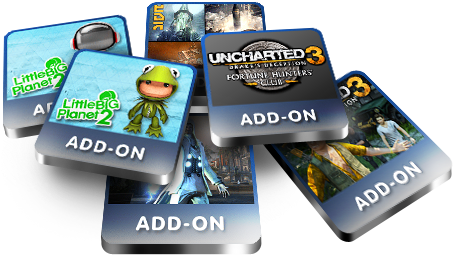 LittleBIG
Planet 2
ADD-ON
LittleBIG
Planet 2
ADD-ON
UNCHARTED 3
DRAKE'S DECEPTION
FORTUNE HUNTERS'
CLUB
ADD-ON
3
ADD-ON
ADD-ON